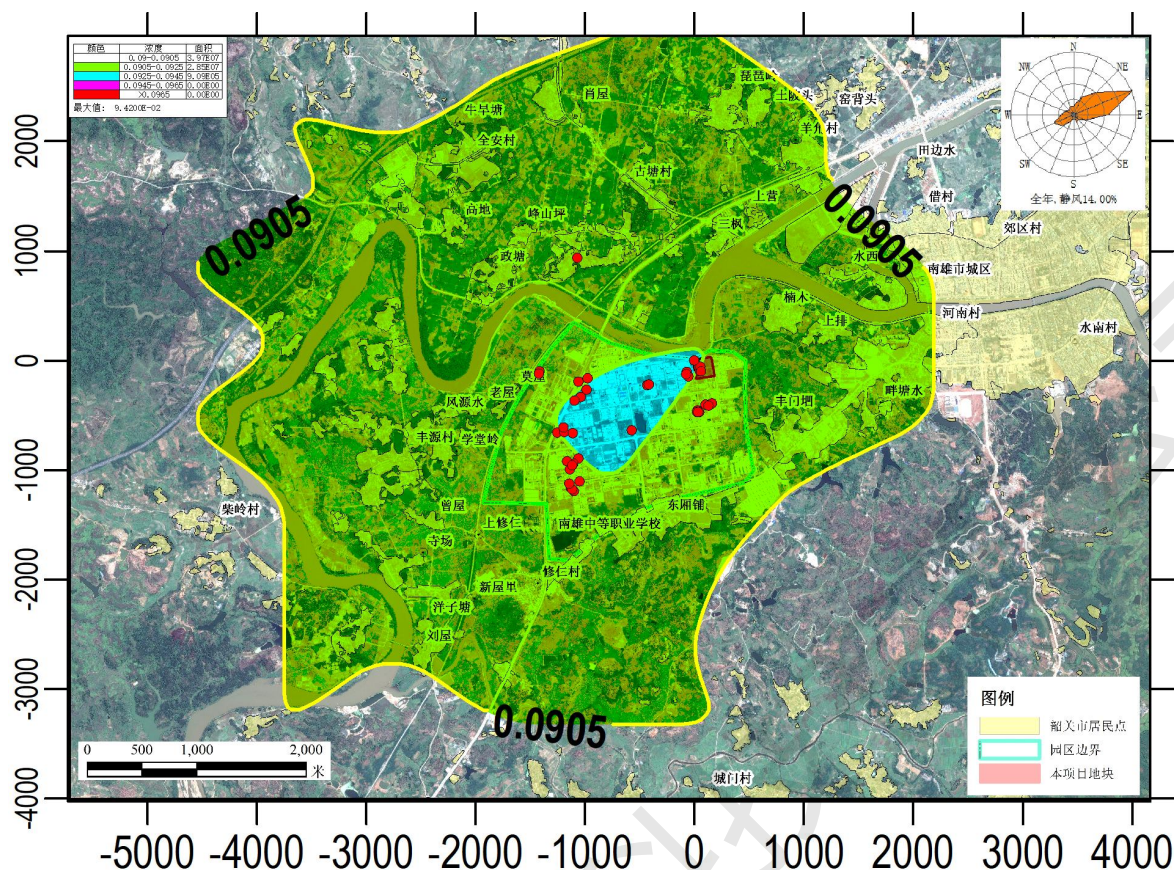 颜色 浓度 面积
0.09-0.0905 3.97E07
0.0905-0.0925 2.85E07
0.0925-0.0945 9.09E05
0.0945-0.0965 0.00E00
>0.0965 0.00E00
最大值: 9.4200E-02
N
NW NE
W E
SW SE
S
全年,静风14.00%
琵琶岭
肖屋
土陂头
窑背头
牛早塘
羊角村
全安村
田边水
古塘村
上营
借村
高地
峰山坪
三枫
郊区村
0.0905
0.0905
政塘
水西
南雄市城区
楠木
河南村
上排
水南村
莫屋
老屋
凤源水
丰门垇
畔塘水
丰源村
学堂岭
柴岭村
曾屋
东厢铺
上修仁
南雄中等职业学校
寺场
修仁村
新屋里
洋子塘
刘屋
0.0905
城门村
图例
韶关市居民点
园区边界
本项目地块
0 500 1,000 2,000
米
2000
1000
0
-1000
-2000
-3000
-4000
-5000 -4000 -3000 -2000 -1000 0 1000 2000 3000 4000